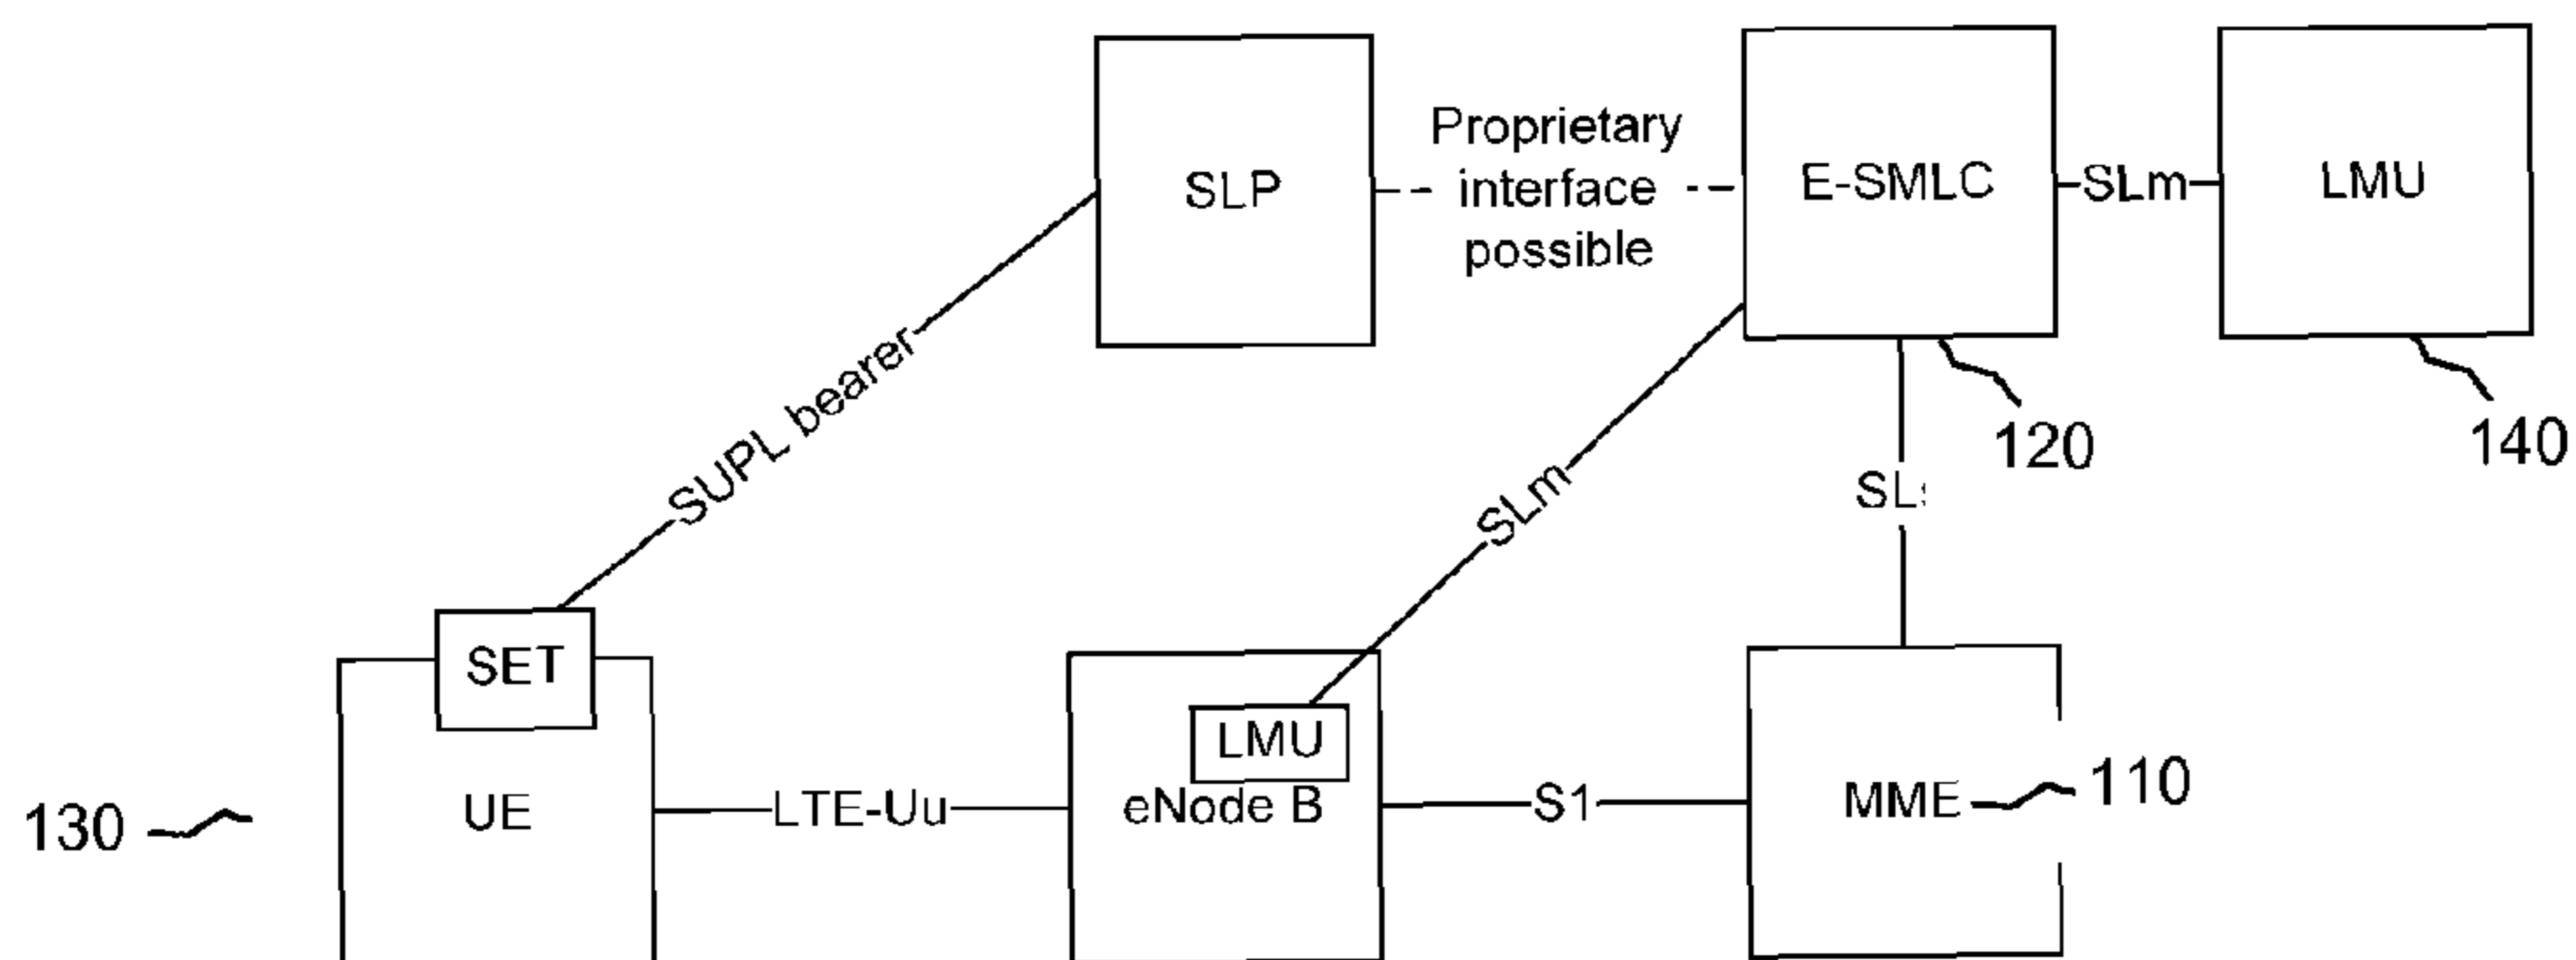 Proprietary
SLP
interface
E-SMLC
SLm
LMU
possible
SUPL bearer
120
140
SLm
SET
LMU
130
UE
LTE-Uu
eNode B
S1
MME
110